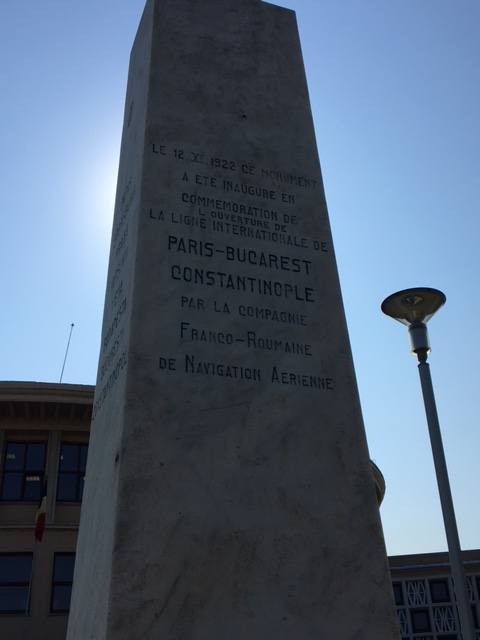 LE 12 XI 1922 CE MONUMENT
A ETE INAUGURE EN
COMMEMORATION DE
L OUVERTURE DE
LA LIGNE INTERNATIONALE DE
PARIS-BUCAREST
CONSTANTINOPLE
PAR LA COMPAGNIE
FRANCO-ROUMAINE
DE NAVIGATION AERIENNE